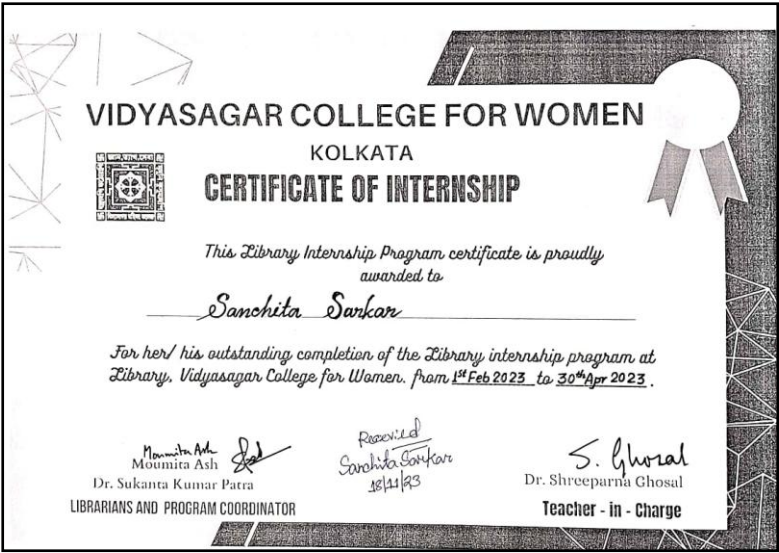 VIDYASAGAR COLLEGE FOR WOMEN
KOLKATA
CERTIFICATE OF INTERNSHIP
This Library Internship Program certificate is proudly
awarded to
Sanchita Sarkar
For her/ his outstanding completion of the Library internship program at
Library, Vidyasagar College for Women. from 1st Feb 2023 to 30th Apr 2023.
Moumita Ash
Moumita Ash
Dr. Sukanta Kumar Patra
LIBRARIANS AND PROGRAM COORDINATOR
Received
Sanchita Sarkar
18/11/23
S. Ghosal
Dr. Shreeparna Ghosal
Teacher - in - Charge